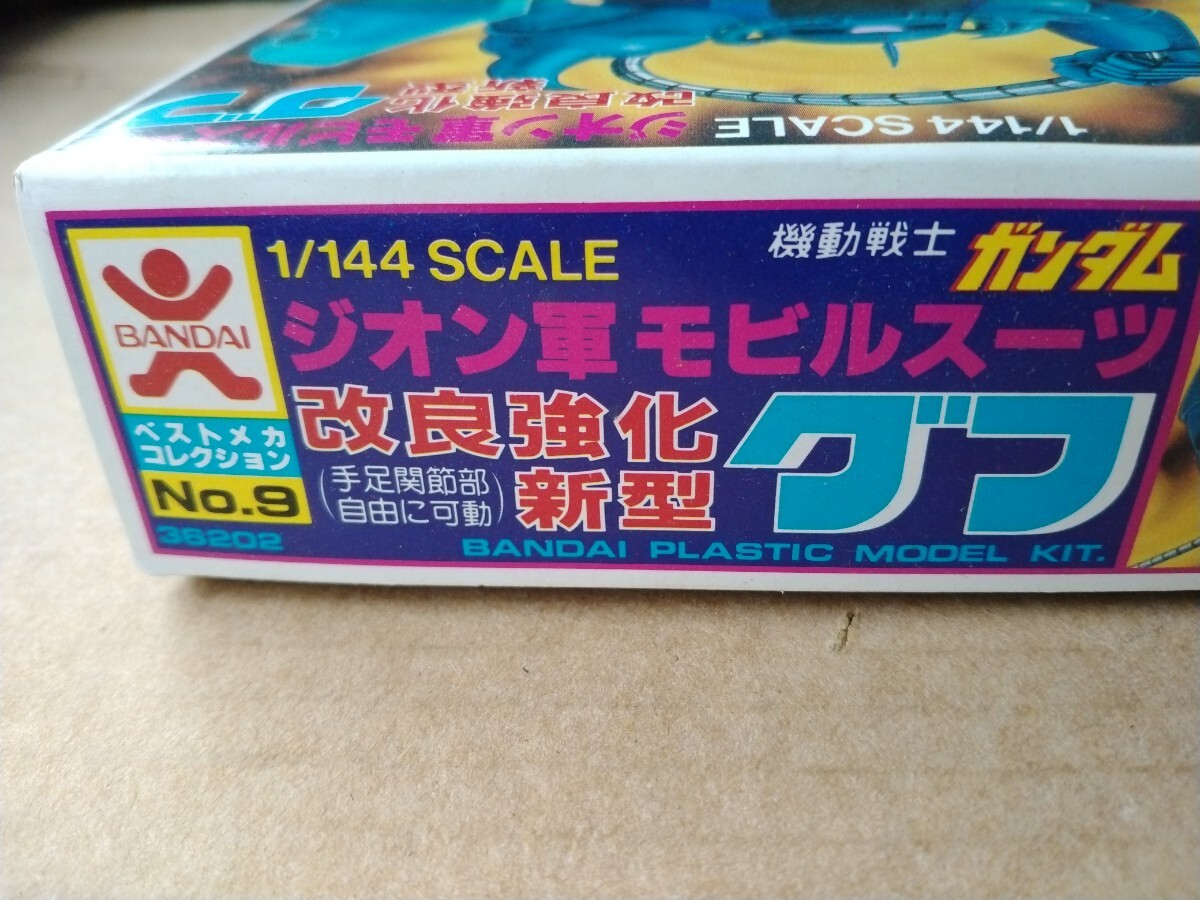 1/144 SCALE
ジオン軍 モビルス
改良強化
新型
グフ
1/144 SCALE
機動戦士 ガンダム
ジオン軍 モビルスーツ
BANDAI
ベストメカ
コレクション
No.9
36202
改良強化
新型
(手足関節部
自由に可動)
グフ
BANDAI PLASTIC MODEL KIT.